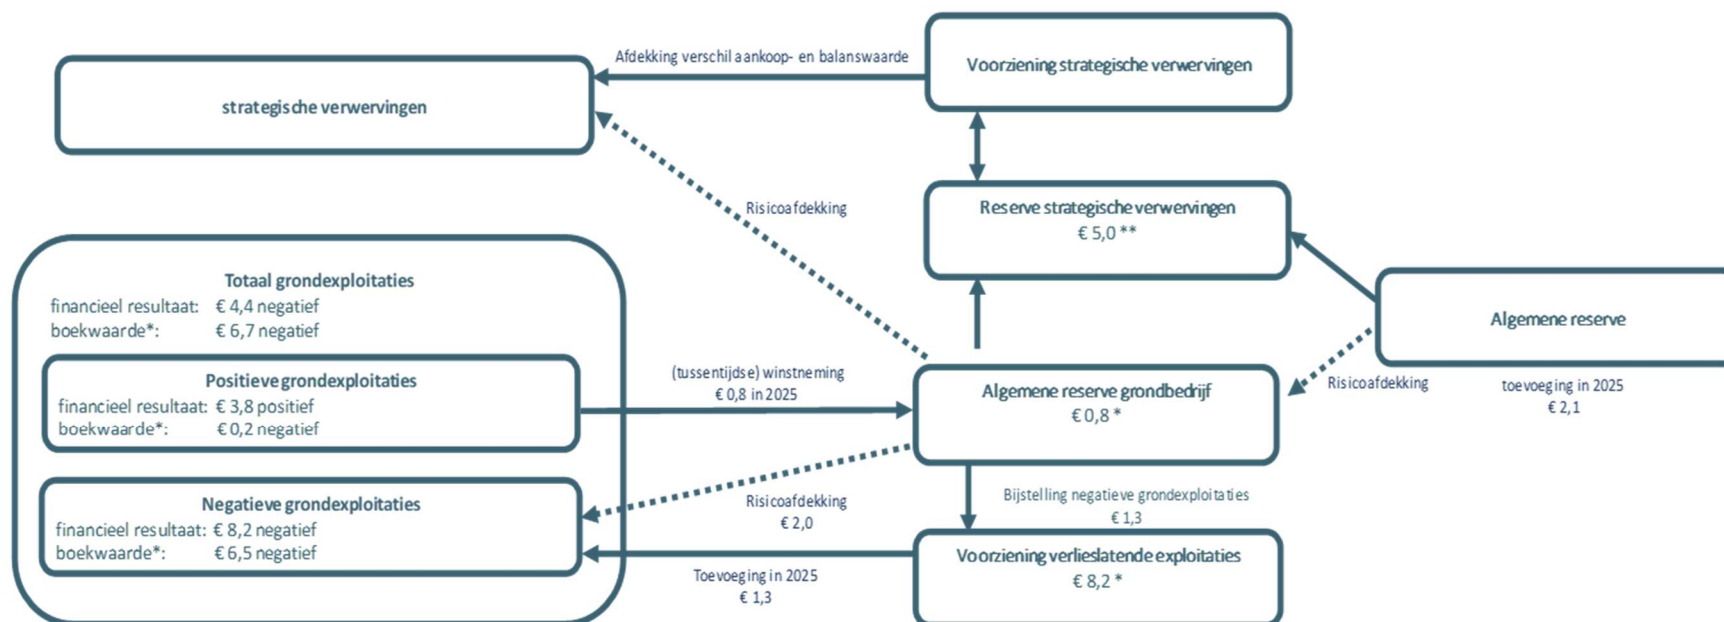 Afdekking verschil aankoop- en balanswaarde
Voorziening strategische verwervingen
strategische verwervingen
Risicoafdekking
Reserve strategische verwervingen
€ 5,0 **
Totaal grondexploitaties
financieel resultaat: € 4,4 negatief
boekwaarde*: € 6,7 negatief
Positieve grondexploitaties
financieel resultaat: € 3,8 positief
boekwaarde*: € 0,2 negatief
(tussentijdse) winstneming
€ 0,8 in 2025
Algemene reserve grondbedrijf
€ 0,8 *
Algemene reserve
Risicoafdekking
toevoeging in 2025
€ 2,1
Negatieve grondexploitaties
financieel resultaat: € 8,2 negatief
boekwaarde*: € 6,5 negatief
Risicoafdekking
€ 2,0
Bijstelling negatieve grondexploitaties
€ 1,3
Voorziening verlieslatende exploitaties
€ 8,2 *
Toevoeging in 2025
€ 1,3